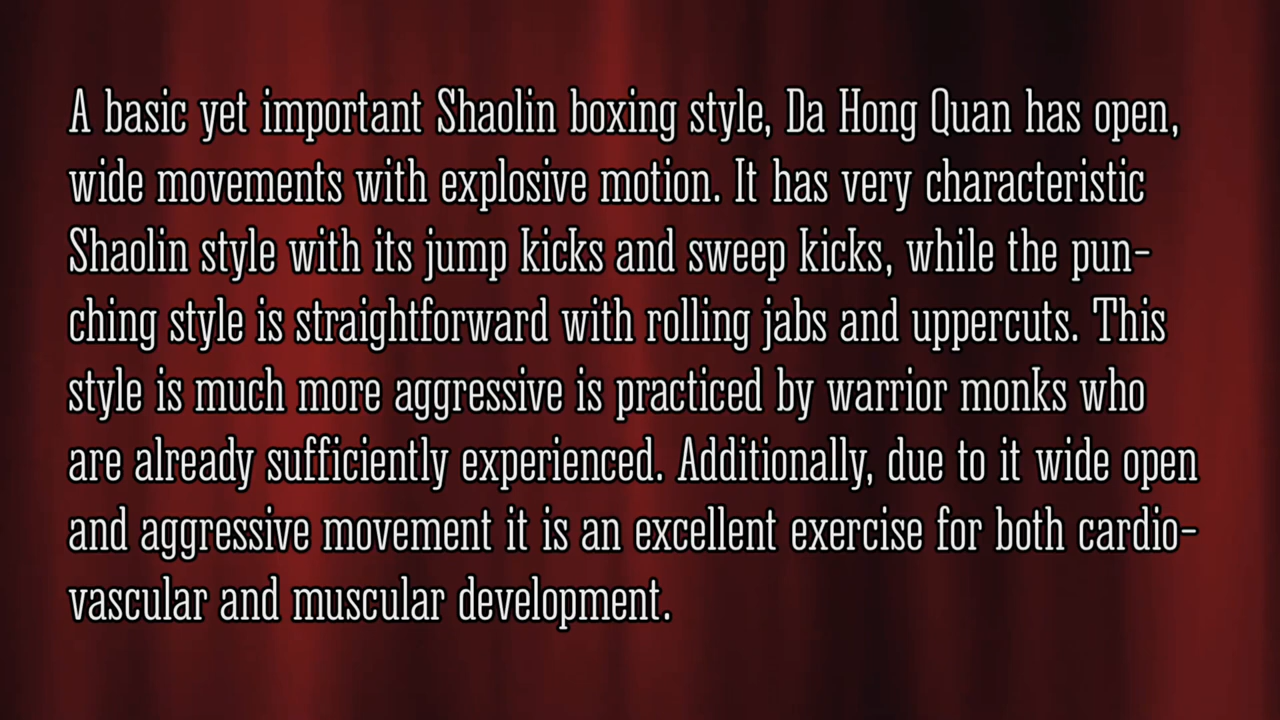 A basic yet important Shaolin boxing style, Da Hong Quan has open,
wide movements with explosive motion. It has very characteristic
Shaolin style with its jump kicks and sweep kicks, while the pun-
ching style is straightforward with rolling jabs and uppercuts. This
style is much more aggressive is practiced by warrior monks who
are already sufficiently experienced. Additionally, due to it wide open
and aggressive movement it is an excellent exercise for both cardio-
vascular and muscular development.